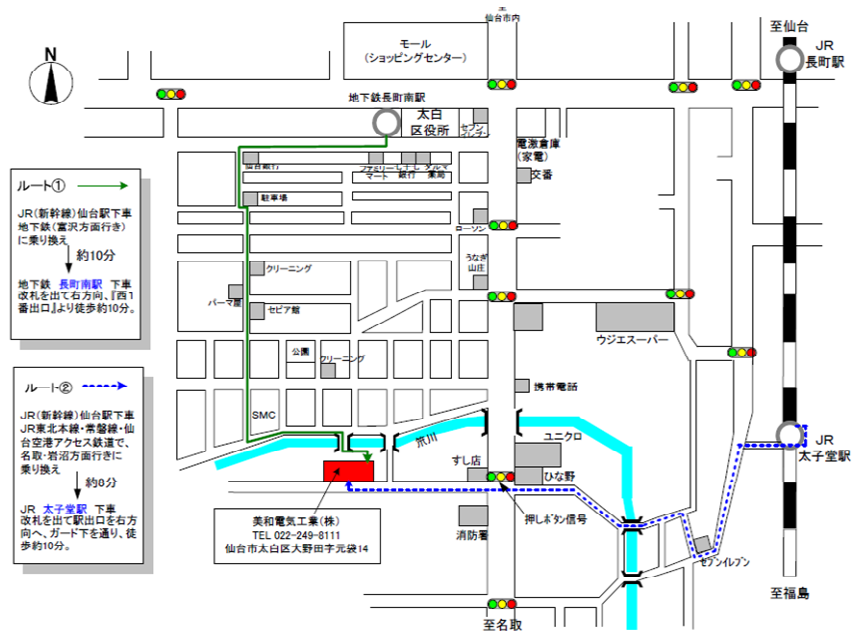 至
仙台市内
至仙台
N
モール
(ショッピングセンター)
JR
長町駅
地下鉄長町南駅
太白
区役所
セブン
イレブン
電激倉庫
(家電)
交番
仙台銀行
ファミリー
マート
七十七
銀行
ダルマ
薬局
駐車場
ローソン
うなぎ
山庄
クリーニング
パーマ屋
セピア館
ウジエスーパー
公園
クリーニング
携帯電話
SMC
笊川
ユニクロ
すし店
ひな野
JR
太子堂駅
押しボタン信号
消防署
セブンイレブン
至名取
至福島
ルート①
JR(新幹線)仙台駅下車
地下鉄(富沢方面行き)
に乗り換え
約10分
地下鉄 長町南駅 下車
改札を出て右方向、『西1
番出口』より徒歩約10分。
ルート②
JR(新幹線)仙台駅下車
JR東北本線・常磐線・仙
台空港アクセス鉄道で、
名取・岩沼方面行きに
乗り換え
約8分
JR 太子堂駅 下車
改札を出て駅出口を右方
向へ、ガード下を通り、徒
歩約10分。
美和電気工業(株)
TEL 022-249-8111
仙台市太白区大野田字元袋14